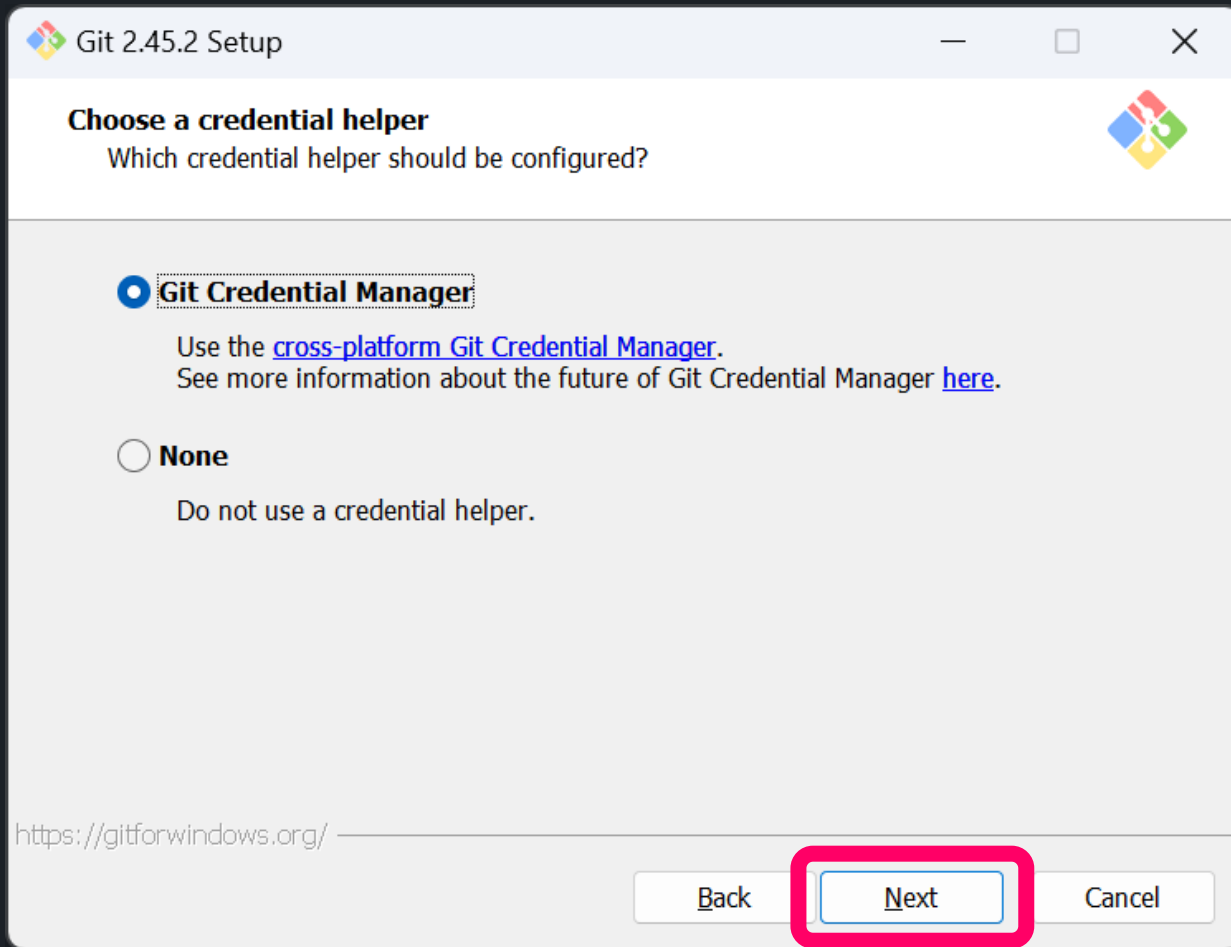 Git 2.45.2 Setup
Choose a credential helper
Which credential helper should be configured?
Git Credential Manager
Use the cross-platform Git Credential Manager.
See more information about the future of Git Credential Manager here.
None
Do not use a credential helper.
https://gitforwindows.org/
Back Next Cancel